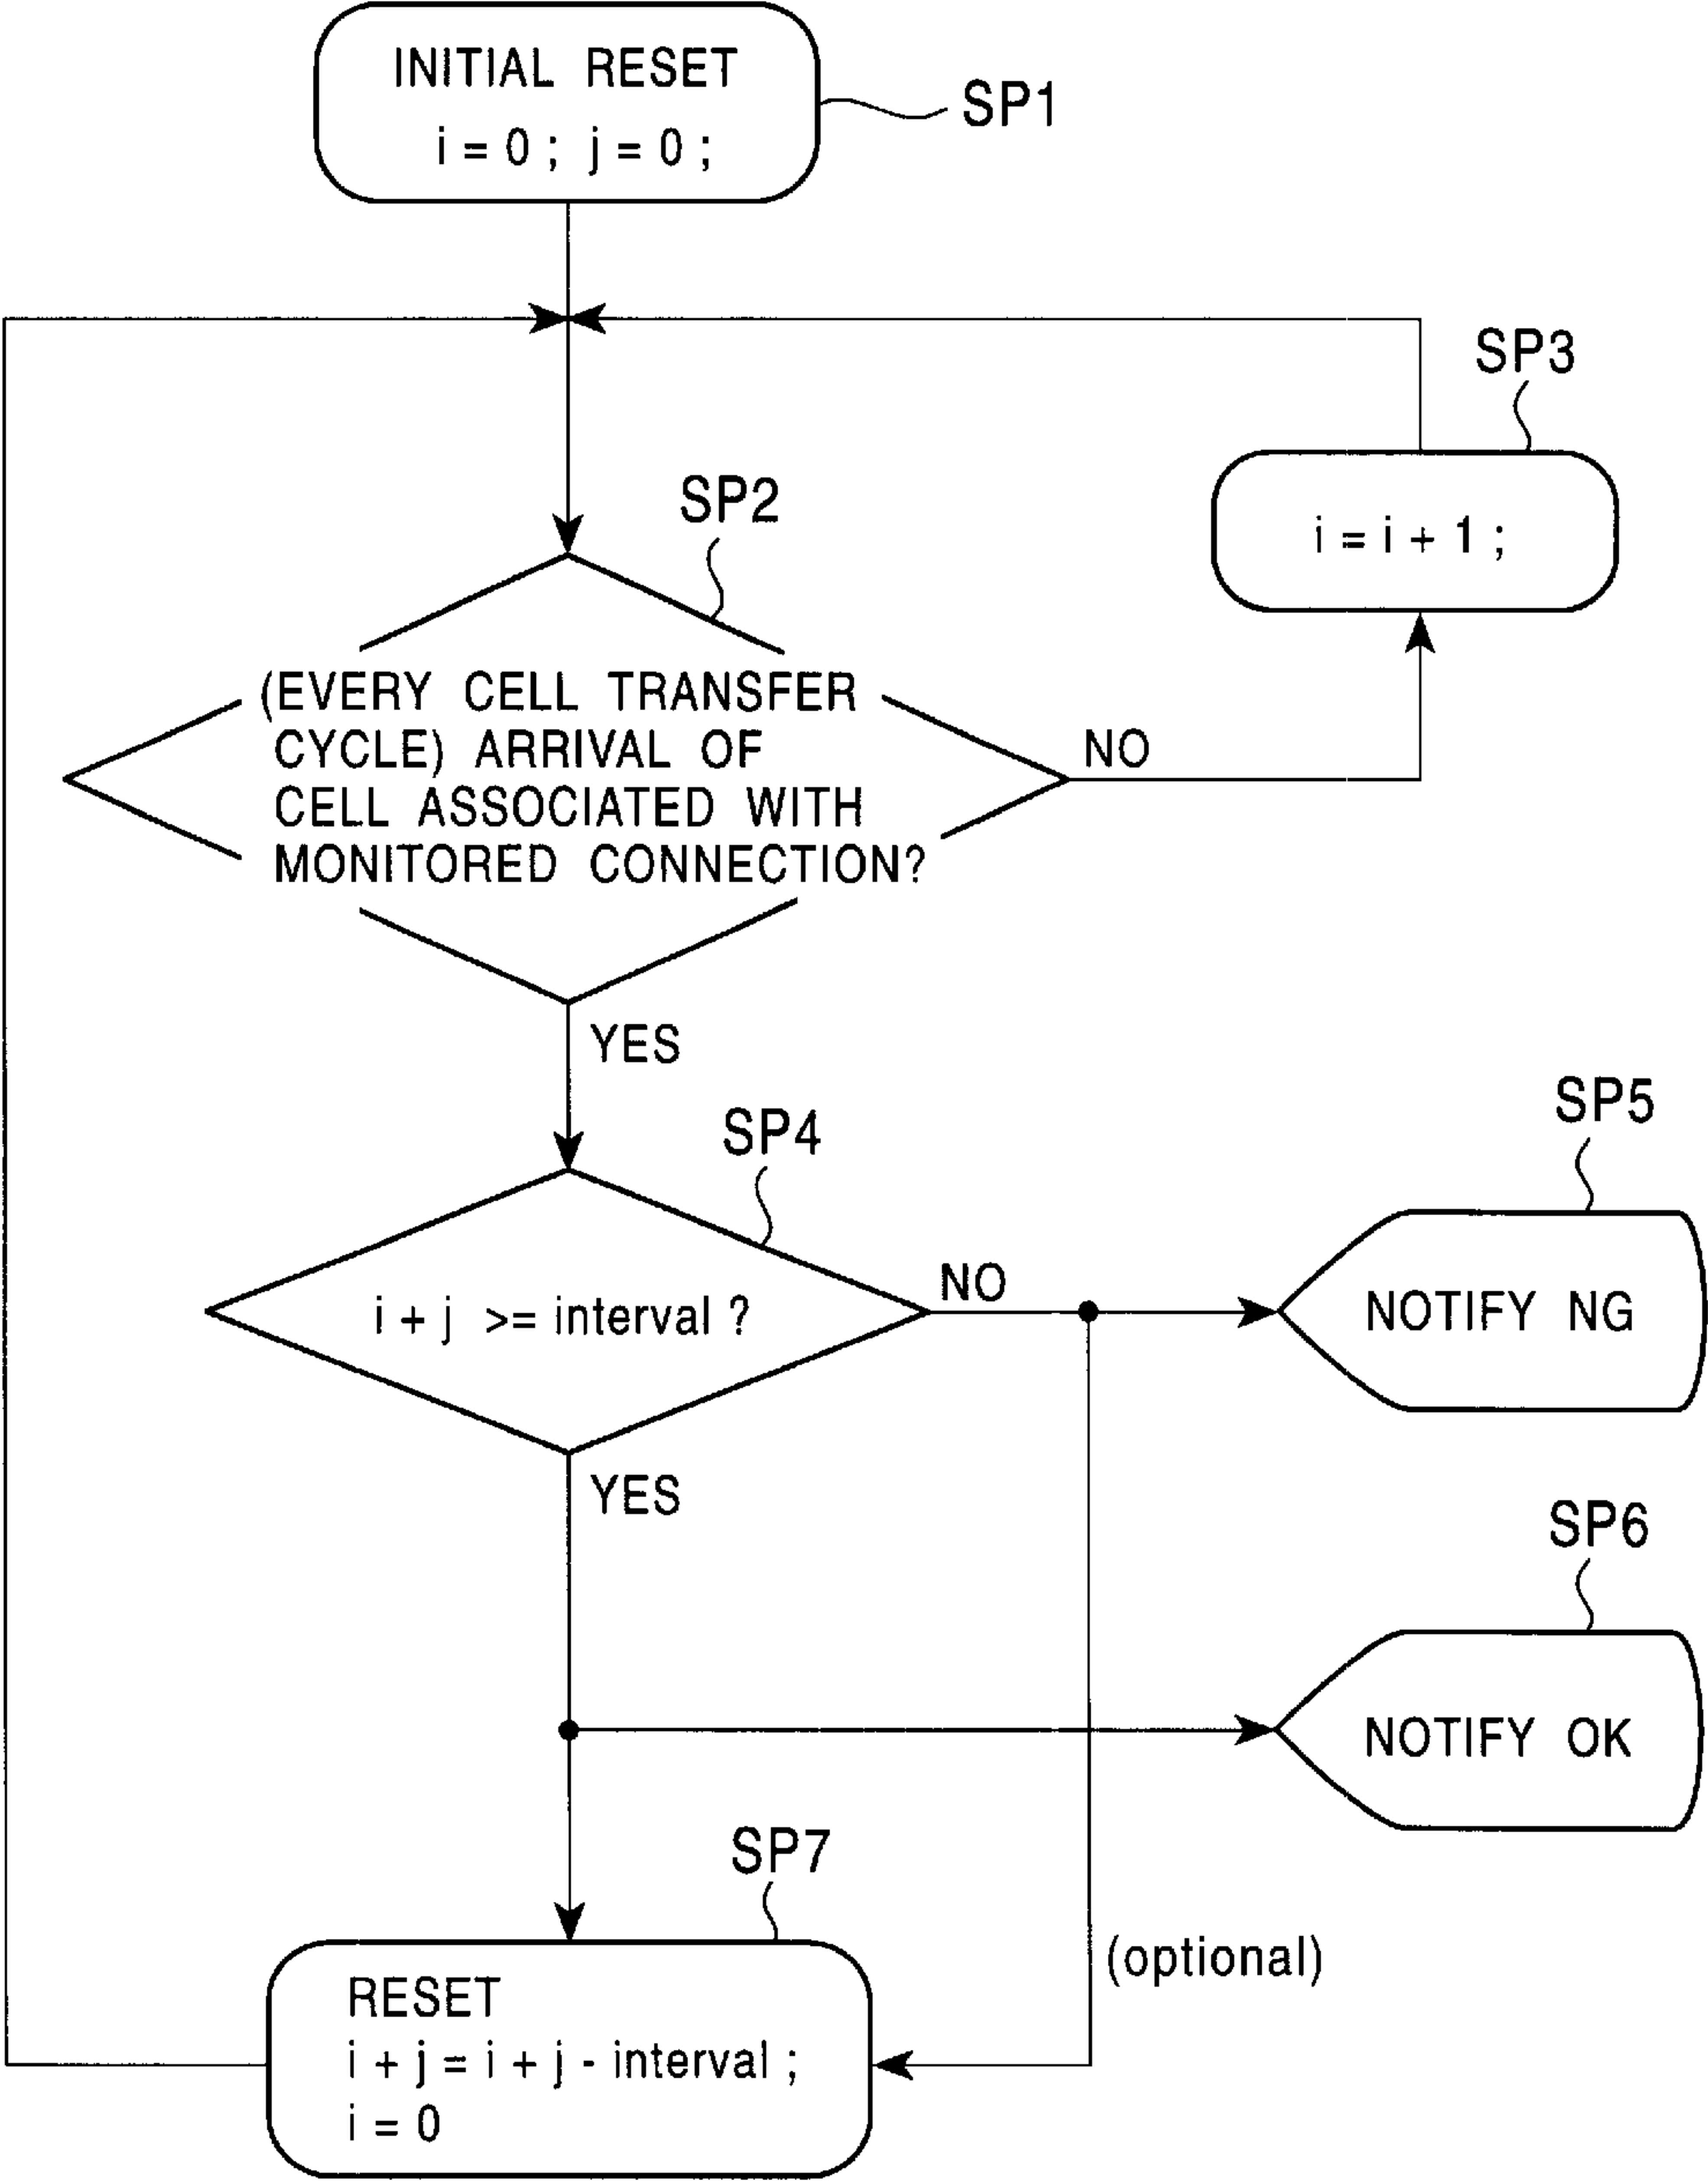 INITIAL RESET
i = 0 ; j = 0 ;
SP1
SP3
i = i + 1 ;
SP2
(EVERY CELL TRANSFER
CYCLE) ARRIVAL OF
CELL ASSOCIATED WITH
MONITORED CONNECTION?
NO
YES
SP4
i + j >= interval ?
NO
SP5
NOTIFY NG
YES
SP6
NOTIFY OK
SP7
(optional)
RESET
i + j = i + j - interval ;
i = 0